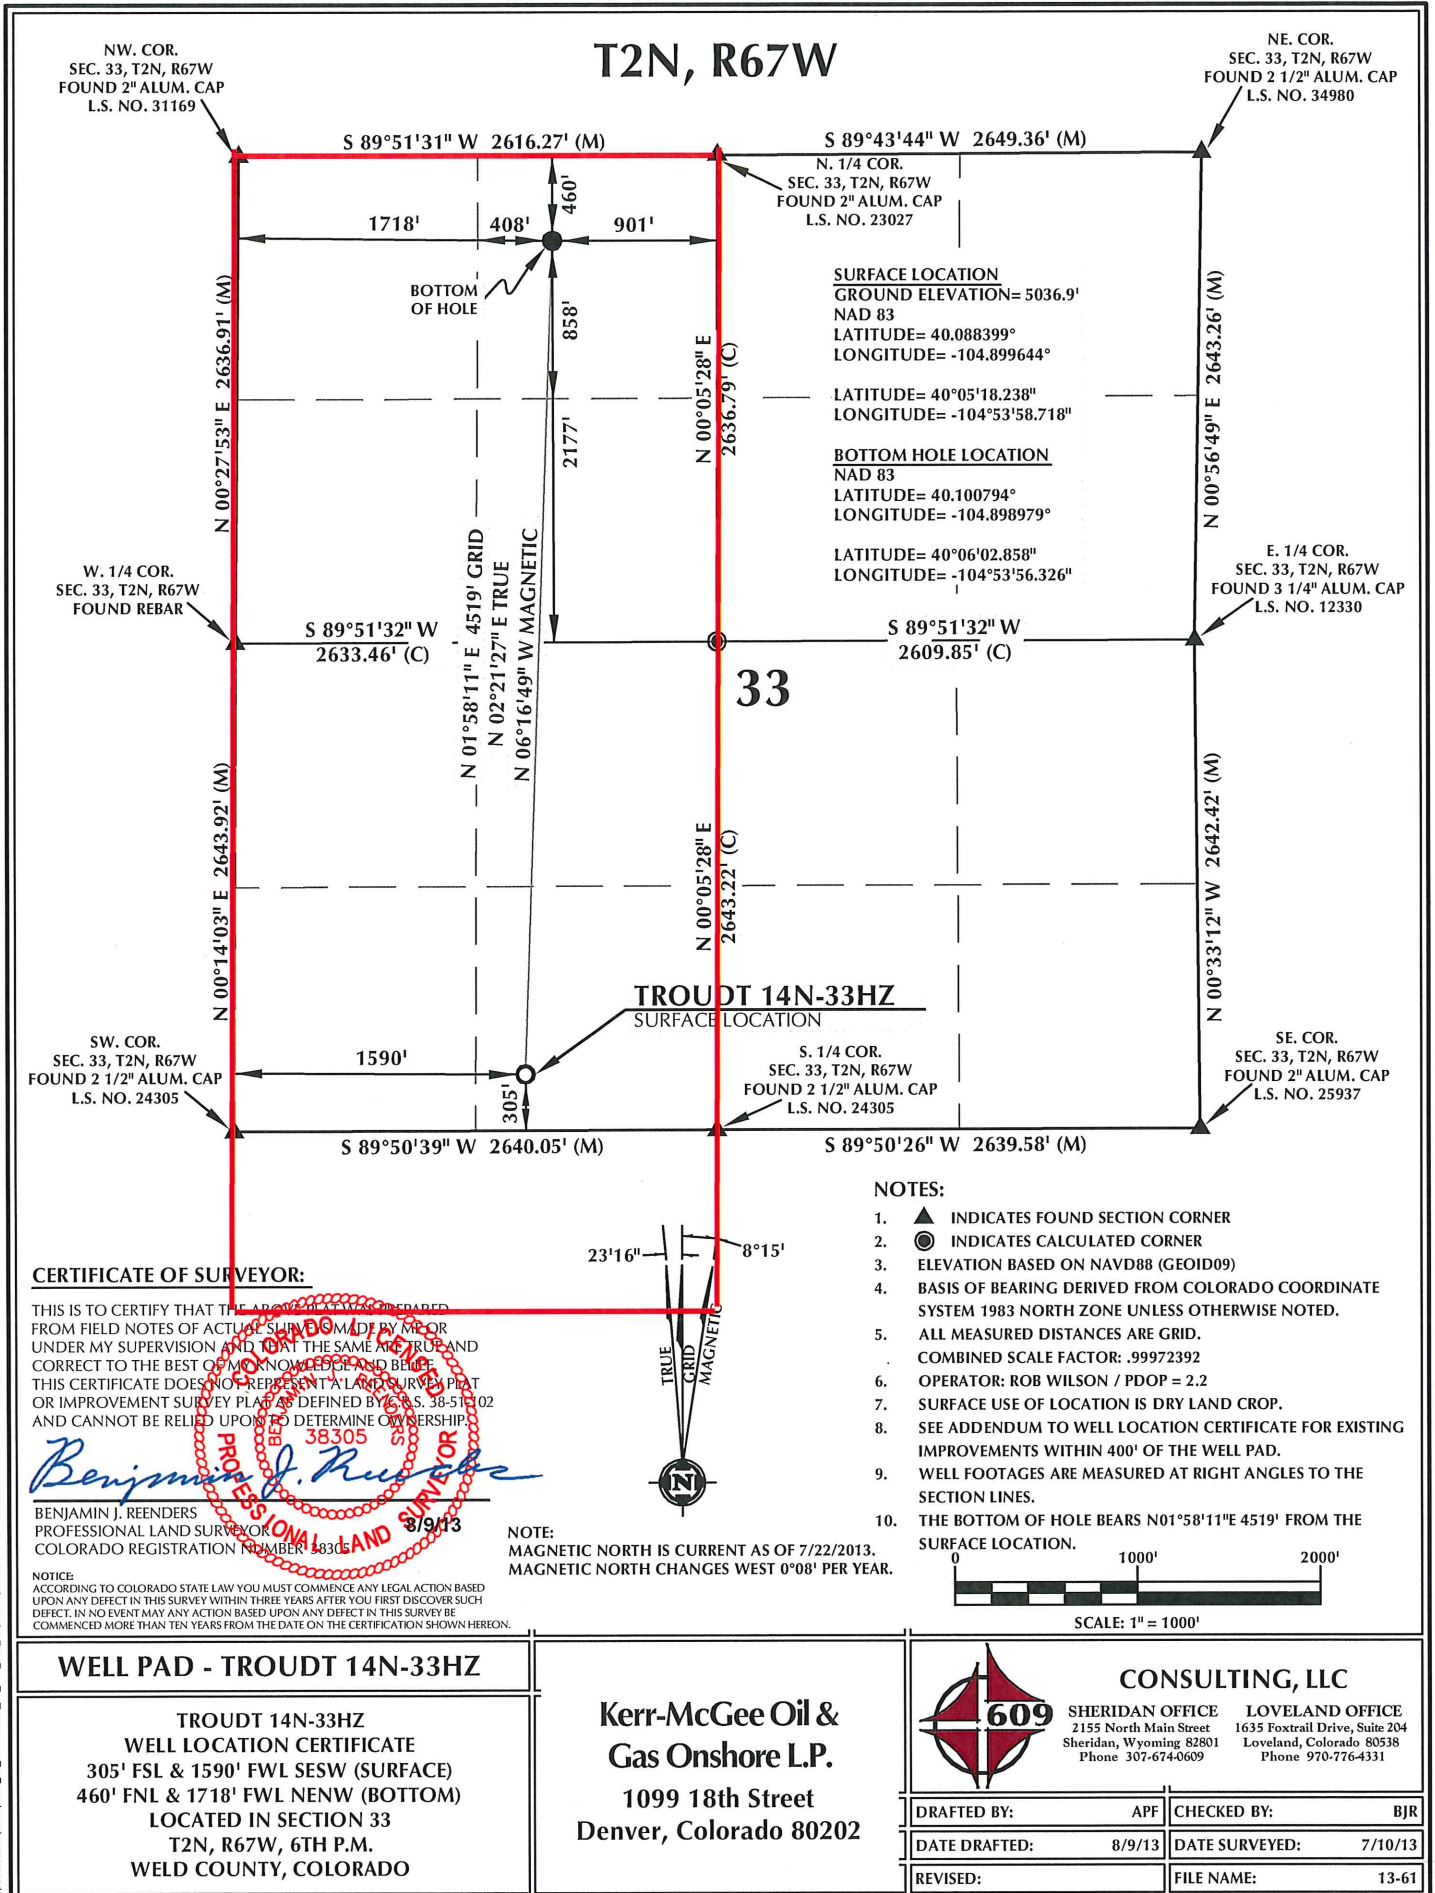 T2N, R67W
NW. COR.
SEC. 33, T2N, R67W
FOUND 2" ALUM. CAP
L.S. NO. 31169
NE. COR.
SEC. 33, T2N, R67W
FOUND 2 1/2" ALUM. CAP
L.S. NO. 34980
S 89°51'31" W 2616.27' (M)
S 89°43'44" W 2649.36' (M)
N. 1/4 COR.
SEC. 33, T2N, R67W
FOUND 2" ALUM. CAP
L.S. NO. 23027
460'
1718'
408'
901'
BOTTOM
OF HOLE
858'
2177'
N 00°27'53" E 2636.91' (M)
N 00°05'28" E
2636.79' (C)
N 00°56'49" E 2643.26' (M)
SURFACE LOCATION
GROUND ELEVATION= 5036.9'
NAD 83
LATITUDE= 40.088399°
LONGITUDE= -104.899644°
LATITUDE= 40°05'18.238"
LONGITUDE= -104°53'58.718"
BOTTOM HOLE LOCATION
NAD 83
LATITUDE= 40.100794°
LONGITUDE= -104.898979°
LATITUDE= 40°06'02.858"
LONGITUDE= -104°53'56.326"
W. 1/4 COR.
SEC. 33, T2N, R67W
FOUND REBAR
E. 1/4 COR.
SEC. 33, T2N, R67W
FOUND 3 1/4" ALUM. CAP
L.S. NO. 12330
N 01°58'11" E 4519' GRID
N 02°21'27" E TRUE
N 06°16'49" W MAGNETIC
S 89°51'32" W
2633.46' (C)
S 89°51'32" W
2609.85' (C)
33
N 00°14'03" E 2643.92' (M)
N 00°05'28" E
2643.22' (C)
N 00°33'12" W 2642.42' (M)
TROUDT 14N-33HZ
SURFACE LOCATION
SW. COR.
SEC. 33, T2N, R67W
FOUND 2 1/2" ALUM. CAP
L.S. NO. 24305
1590'
305'
S. 1/4 COR.
SEC. 33, T2N, R67W
FOUND 2 1/2" ALUM. CAP
L.S. NO. 24305
SE. COR.
SEC. 33, T2N, R67W
FOUND 2" ALUM. CAP
L.S. NO. 25937
S 89°50'39" W 2640.05' (M)
S 89°50'26" W 2639.58' (M)
NOTES:
1. INDICATES FOUND SECTION CORNER
2. INDICATES CALCULATED CORNER
3. ELEVATION BASED ON NAVD88 (GEOID09)
4. BASIS OF BEARING DERIVED FROM COLORADO COORDINATE
SYSTEM 1983 NORTH ZONE UNLESS OTHERWISE NOTED.
5. ALL MEASURED DISTANCES ARE GRID.
COMBINED SCALE FACTOR: .99972392
6. OPERATOR: ROB WILSON / PDOP = 2.2
7. SURFACE USE OF LOCATION IS DRY LAND CROP.
8. SEE ADDENDUM TO WELL LOCATION CERTIFICATE FOR EXISTING
IMPROVEMENTS WITHIN 400' OF THE WELL PAD.
9. WELL FOOTAGES ARE MEASURED AT RIGHT ANGLES TO THE
SECTION LINES.
10. THE BOTTOM OF HOLE BEARS N01°58'11"E 4519' FROM THE
SURFACE LOCATION.
0 1000' 2000'
SCALE: 1" = 1000'
23'16"
8°15'
TRUE
GRID
MAGNETIC
N
NOTE:
MAGNETIC NORTH IS CURRENT AS OF 7/22/2013.
MAGNETIC NORTH CHANGES WEST 0°08' PER YEAR.
CERTIFICATE OF SURVEYOR:
THIS IS TO CERTIFY THAT THE ABOVE PLAT WAS PREPARED
FROM FIELD NOTES OF ACTUAL SURVEYS MADE BY ME OR
UNDER MY SUPERVISION AND THAT THE SAME ARE TRUE AND
CORRECT TO THE BEST OF MY KNOWLEDGE AND BELIEF.
THIS CERTIFICATE DOES NOT REPRESENT A LAND SURVEY PLAT
OR IMPROVEMENT SURVEY PLAT AS DEFINED BY C.R.S. 38-51-102
AND CANNOT BE RELIED UPON TO DETERMINE OWNERSHIP.
COLORADO LICENSED
BENJAMIN J. REENDERS
38305
PROFESSIONAL LAND SURVEYOR
Benjamin J. Reenders
8/9/13
BENJAMIN J. REENDERS
PROFESSIONAL LAND SURVEYOR
COLORADO REGISTRATION NUMBER 38305
NOTICE:
ACCORDING TO COLORADO STATE LAW YOU MUST COMMENCE ANY LEGAL ACTION BASED
UPON ANY DEFECT IN THIS SURVEY WITHIN THREE YEARS AFTER YOU FIRST DISCOVER SUCH
DEFECT. IN NO EVENT MAY ANY ACTION BASED UPON ANY DEFECT IN THIS SURVEY BE
COMMENCED MORE THAN TEN YEARS FROM THE DATE ON THE CERTIFICATION SHOWN HEREON.
WELL PAD - TROUDT 14N-33HZ
TROUDT 14N-33HZ
WELL LOCATION CERTIFICATE
305' FSL & 1590' FWL SESW (SURFACE)
460' FNL & 1718' FWL NENW (BOTTOM)
LOCATED IN SECTION 33
T2N, R67W, 6TH P.M.
WELD COUNTY, COLORADO
Kerr-McGee Oil &
Gas Onshore L.P.
1099 18th Street
Denver, Colorado 80202
609
CONSULTING, LLC
SHERIDAN OFFICE
2155 North Main Street
Sheridan, Wyoming 82801
Phone 307-674-0609
LOVELAND OFFICE
1635 Foxtrail Drive, Suite 204
Loveland, Colorado 80538
Phone 970-776-4331
DRAFTED BY: APF
CHECKED BY: BJR
DATE DRAFTED: 8/9/13
DATE SURVEYED: 7/10/13
REVISED:
FILE NAME: 13-61